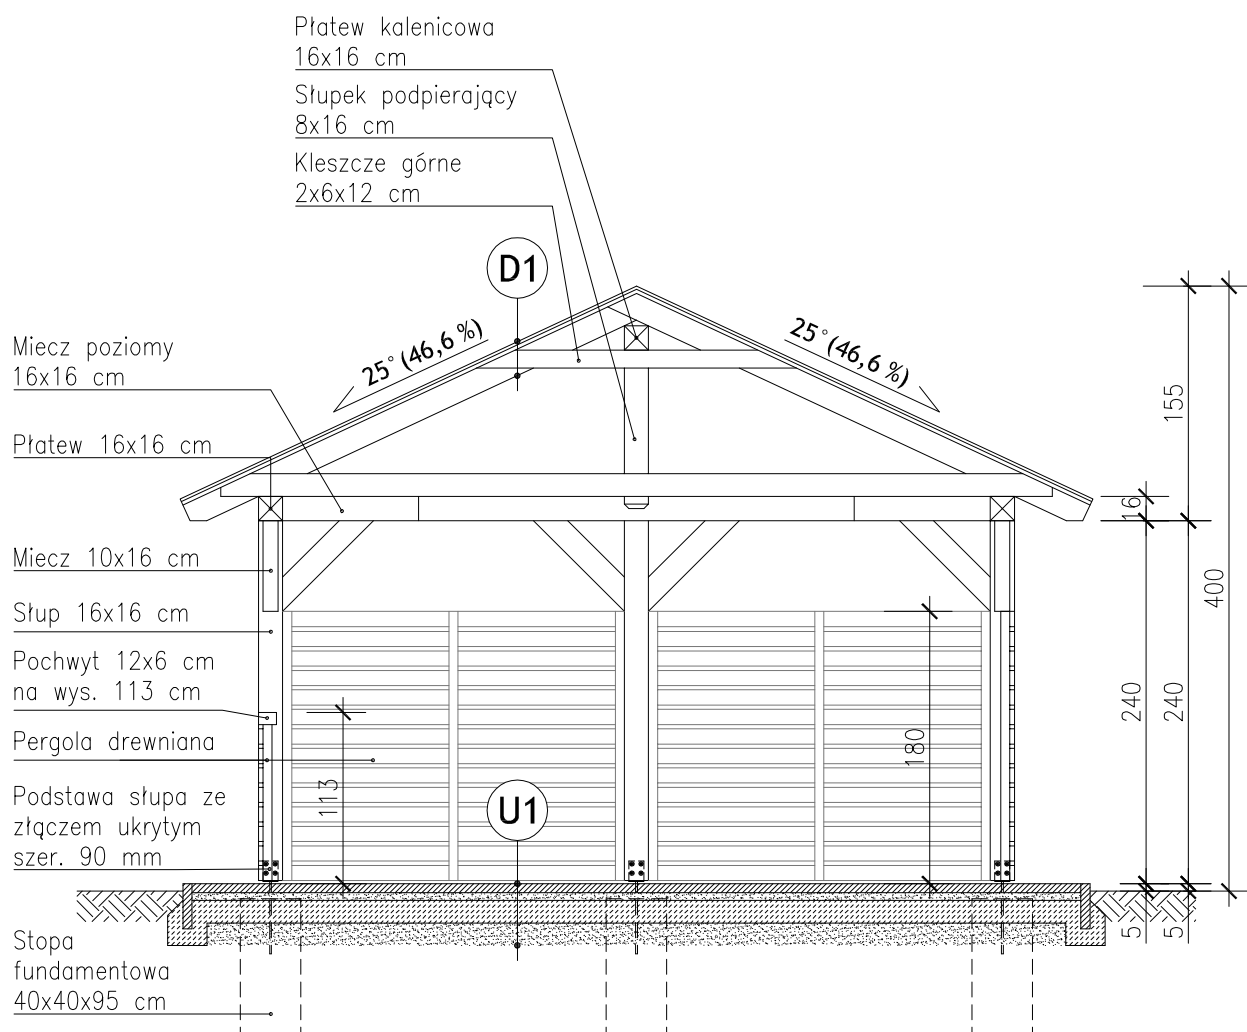 Płatew kalenicowa
16x16 cm
Słupek podpierający
8x16 cm
Kleszcze górne
2x6x12 cm
D1
25° (46,6 %)
25° (46,6 %)
Miecz poziomy
16x16 cm
Płatew 16x16 cm
Miecz 10x16 cm
Słup 16x16 cm
Pochwyt 12x6 cm
na wys. 113 cm
Pergola drewniana
Podstawa słupa ze
złączem ukrytym
szer. 90 mm
Stopa
fundamentowa
40x40x95 cm
113
U1
180
16
240
5
155
240
5
400